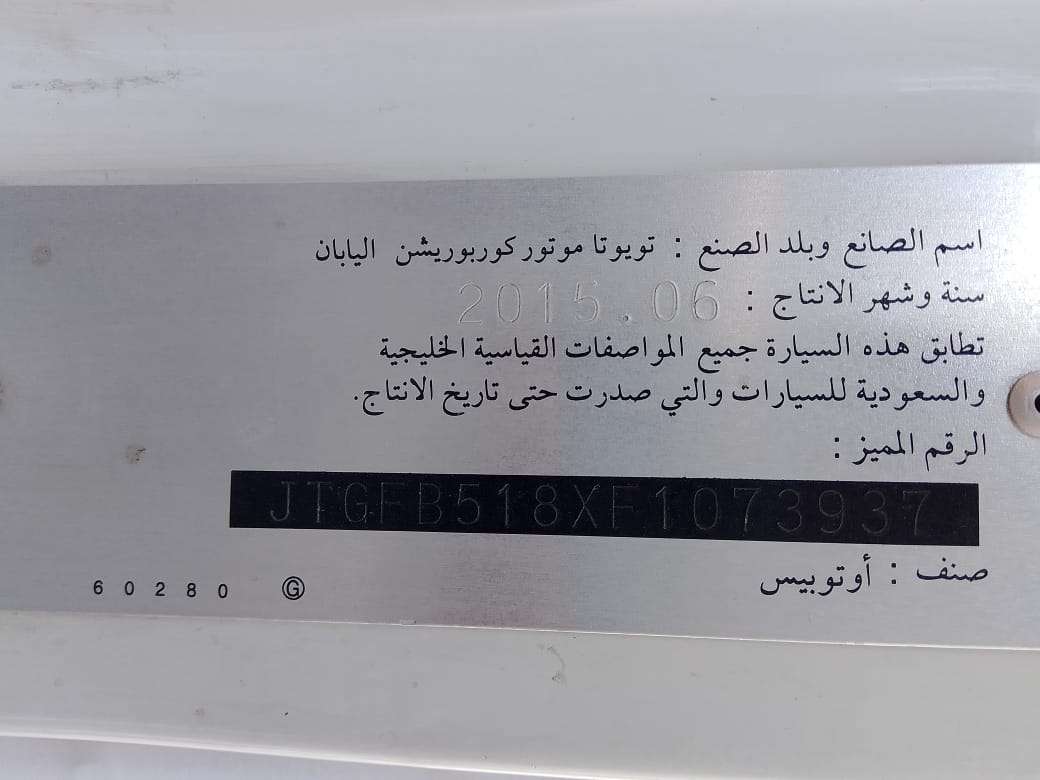 اسم الصانع وبلد الصنع : تويوتا موتور كوربوريشن اليابان
سنة وشهر الانتاج : 2015.06
تطابق هذه السيارة جميع المواصفات القياسية الخليجية
والسعودية للسيارات والتي صدرت حتى تاريخ الانتاج.
الرقم المميز :
JTGFB518XF1073937
صنف : أوتوبيس
60280 G